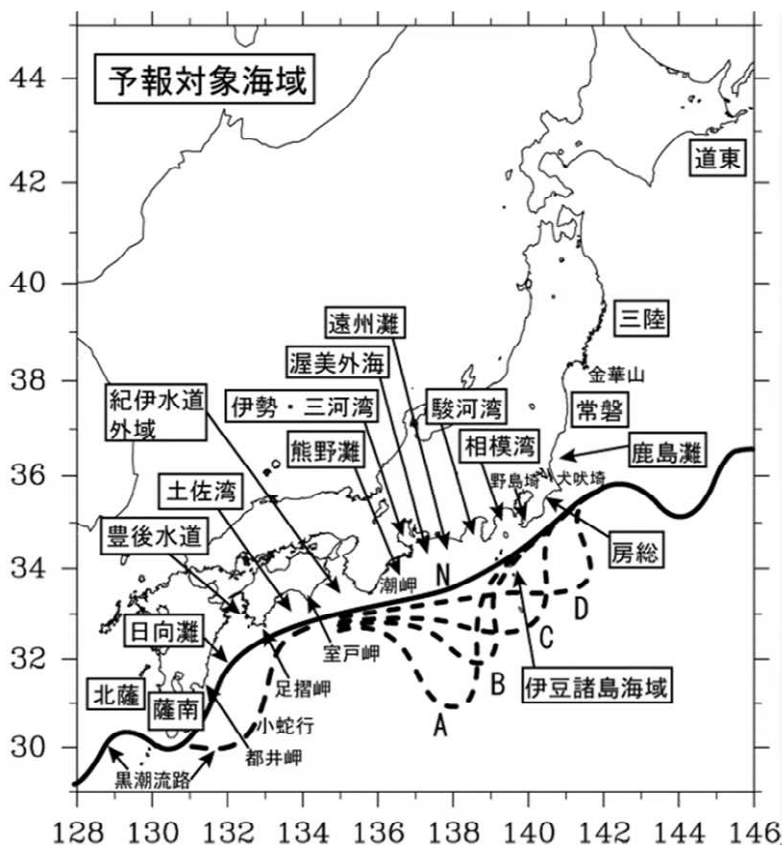 予報対象海域
44
42
40
38
36
35
34
32
30
128
130
132
134
136
138
140
142
144
146
道東
三陸
金華山
常磐
鹿島灘
遠州灘
渥美外海
紀伊水道
外域
伊勢・三河湾
駿河湾
熊野灘
相模湾
野島埼
犬吠埼
土佐湾
豊後水道
房総
潮岬
N
D
日向灘
室戸岬
C
B
足摺岬
伊豆諸島海域
北薩
薩南
A
小蛇行
都井岬
黒潮流路